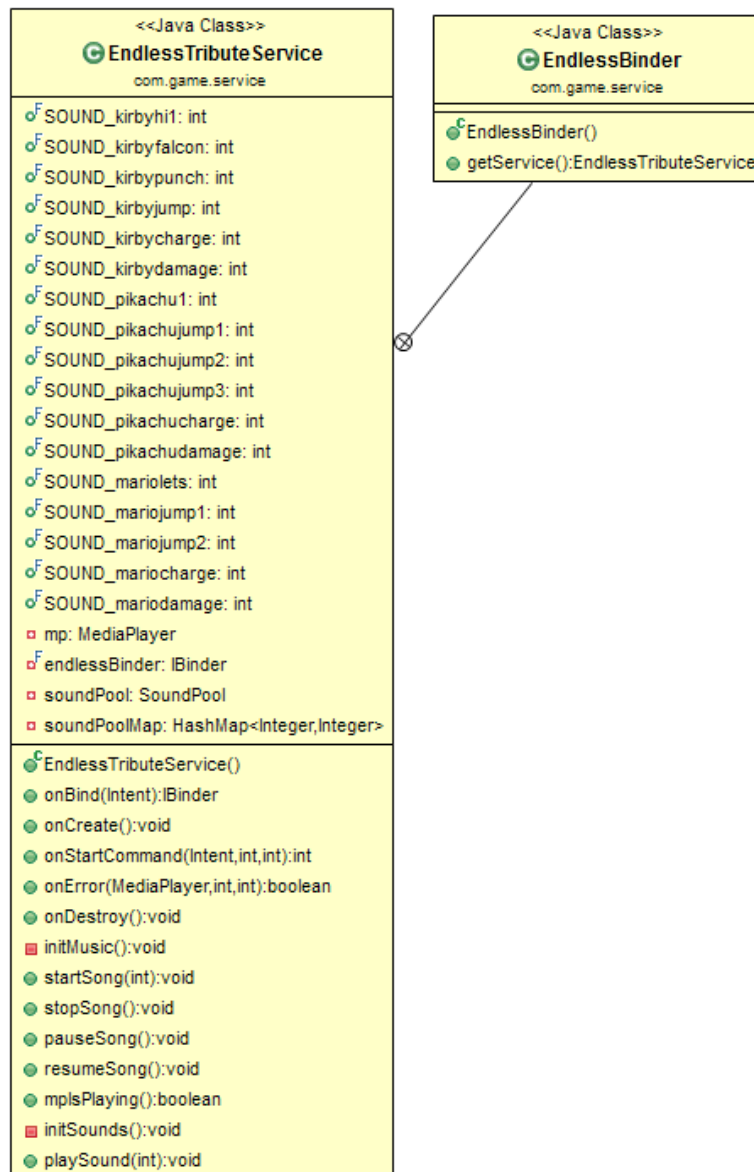 <<Java Class>>
C EndlessTributeService
com.game.service
F SOUND_kirbyhi1: int
F SOUND_kirbyfalcon: int
F SOUND_kirbypunch: int
F SOUND_kirbyjump: int
F SOUND_kirbycharge: int
F SOUND_kirbydamage: int
F SOUND_pikachu1: int
F SOUND_pikachujump1: int
F SOUND_pikachujump2: int
F SOUND_pikachujump3: int
F SOUND_pikachucharge: int
F SOUND_pikachudamage: int
F SOUND_mariolets: int
F SOUND_mariojump1: int
F SOUND_mariojump2: int
F SOUND_mariocharge: int
F SOUND_mariodamage: int
mp: MediaPlayer
F endlessBinder: IBinder
soundPool: SoundPool
soundPoolMap: HashMap<Integer,Integer>
C EndlessTributeService()
onBind(Intent):IBinder
onCreate():void
onStartCommand(Intent,int,int):int
onError(MediaPlayer,int,int):boolean
onDestroy():void
initMusic():void
startSong(int):void
stopSong():void
pauseSong():void
resumeSong():void
mpIsPlaying():boolean
initSounds():void
playSound(int):void
<<Java Class>>
C EndlessBinder
com.game.service
C EndlessBinder()
getService():EndlessTributeService